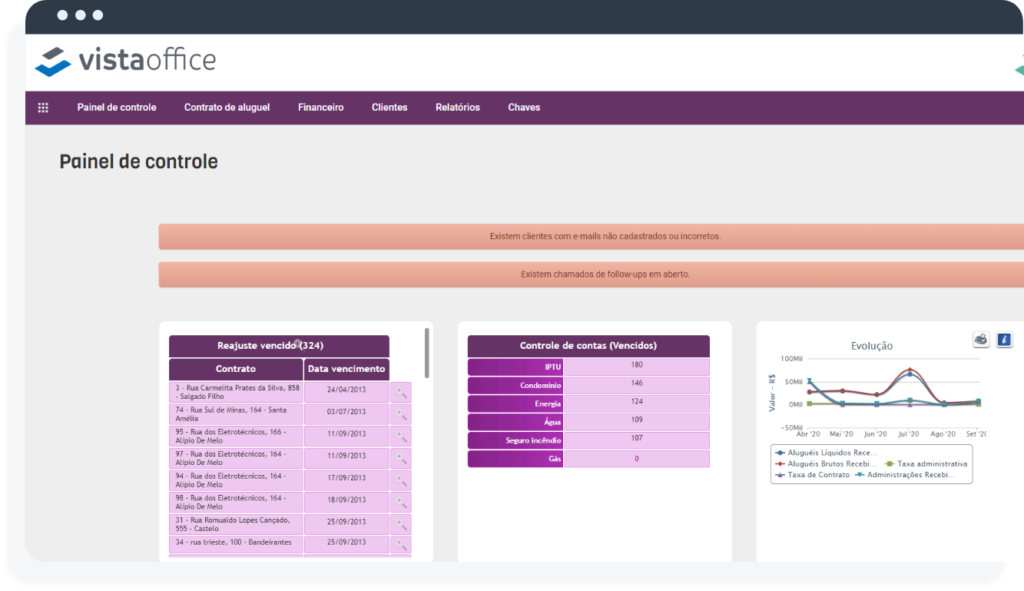 vistaoffice
Painel de controle Contrato de aluguel Financeiro Clientes Relatórios Chaves
Painel de controle
Existem clientes com e-mails não cadastrados ou incorretos.
Existem chamados de follow-ups em aberto.
Reajuste vencido (324)
Contrato Data vencimento
3 - Rua Carmelita Prates da Silva, 858
- Salgado Filho
24/04/2013
74 - Rua Sul de Minas, 164 - Santa
Amélia
03/07/2013
95 - Rua dos Eletrotécnicos, 166 -
Alípio De Melo
11/09/2013
97 - Rua dos Eletrotécnicos, 164 -
Alípio De Melo
11/09/2013
94 - Rua dos Eletrotécnicos, 164 -
Alípio De Melo
17/09/2013
98 - Rua dos Eletrotécnicos, 164 -
Alípio De Melo
18/09/2013
31 - Rua Romualdo Lopes Cançado,
555 - Castelo
25/09/2013
34 - rua trieste, 100 - Bandeirantes 25/09/2013
Controle de contas (Vencidos)
IPTU 180
Condomínio 146
Energia 124
Água 109
Seguro Incêndio 107
Gás 0
Evolução
Valor - R$
100Mil
50Mil
0Mil
-50Mil
Abr '20 Mai '20 Jun '20 Jul '20 Ago '20 Set '20
Aluguéis Líquidos Rece...
Aluguéis Brutos Recebi... Taxa administrativa
Taxa de Contrato Administrações Recebi...